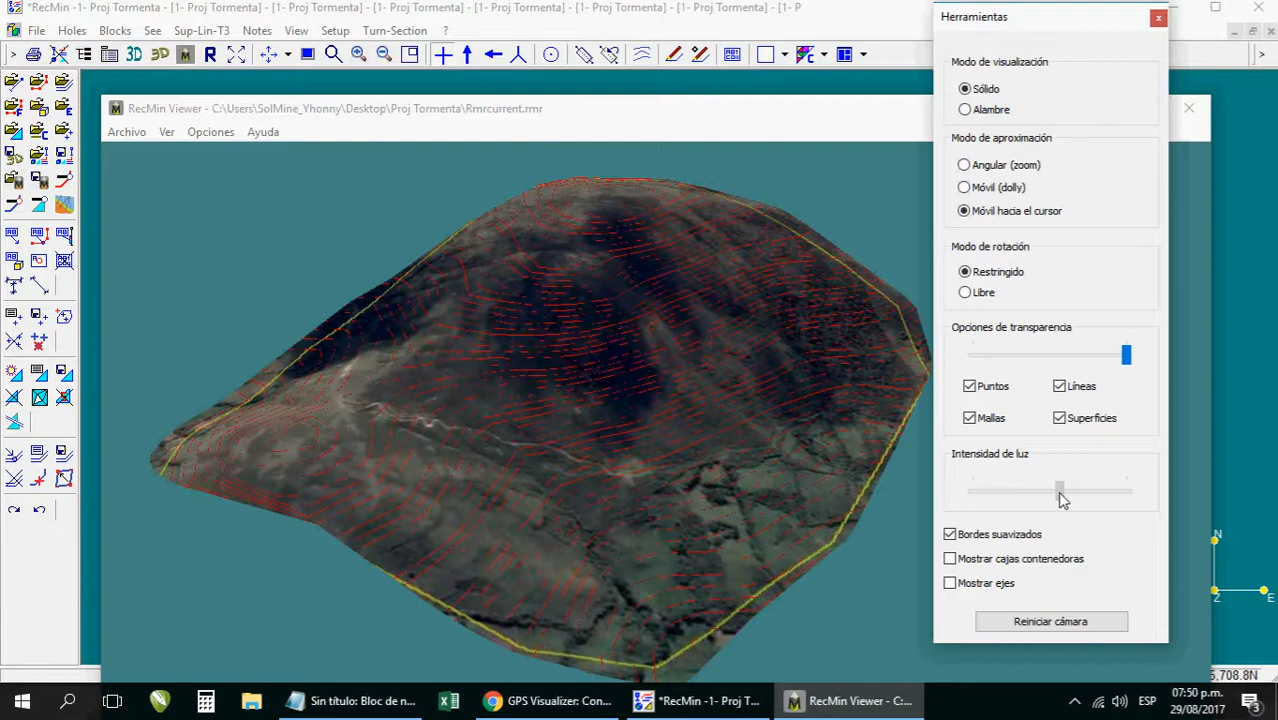 *RecMin -1- Proj Tormenta - [1- Proj Tormenta] - [1- Proj Tormenta] - [1- Proj Tormenta] - [1- Proj Tormenta] - [1- P
File Holes Blocks See Sup-Lin-T3 Notes View Setup Turn-Section ?
Herramientas
RecMin Viewer - C:\Users\SolMine_Yhonny\Desktop\Proj Tormenta\Rmrcurrent.rmr
Archivo Ver Opciones Ayuda
Modo de visualización
Sólido
Alambre
Modo de aproximación
Angular (zoom)
Móvil (dolly)
Móvil hacia el cursor
Modo de rotación
Restringido
Libre
Opciones de transparencia
Puntos Líneas
Mallas Superficies
Intensidad de luz
Bordes suavizados
Mostrar cajas contenedoras
Mostrar ejes
Reiniciar cámara
N
Z E
5,708.8N
Sin título: Bloc de n...
GPS Visualizer: Con...
*RecMin -1- Proj T...
RecMin Viewer - C:...
ESP
07:50 p.m.
29/08/2017
3